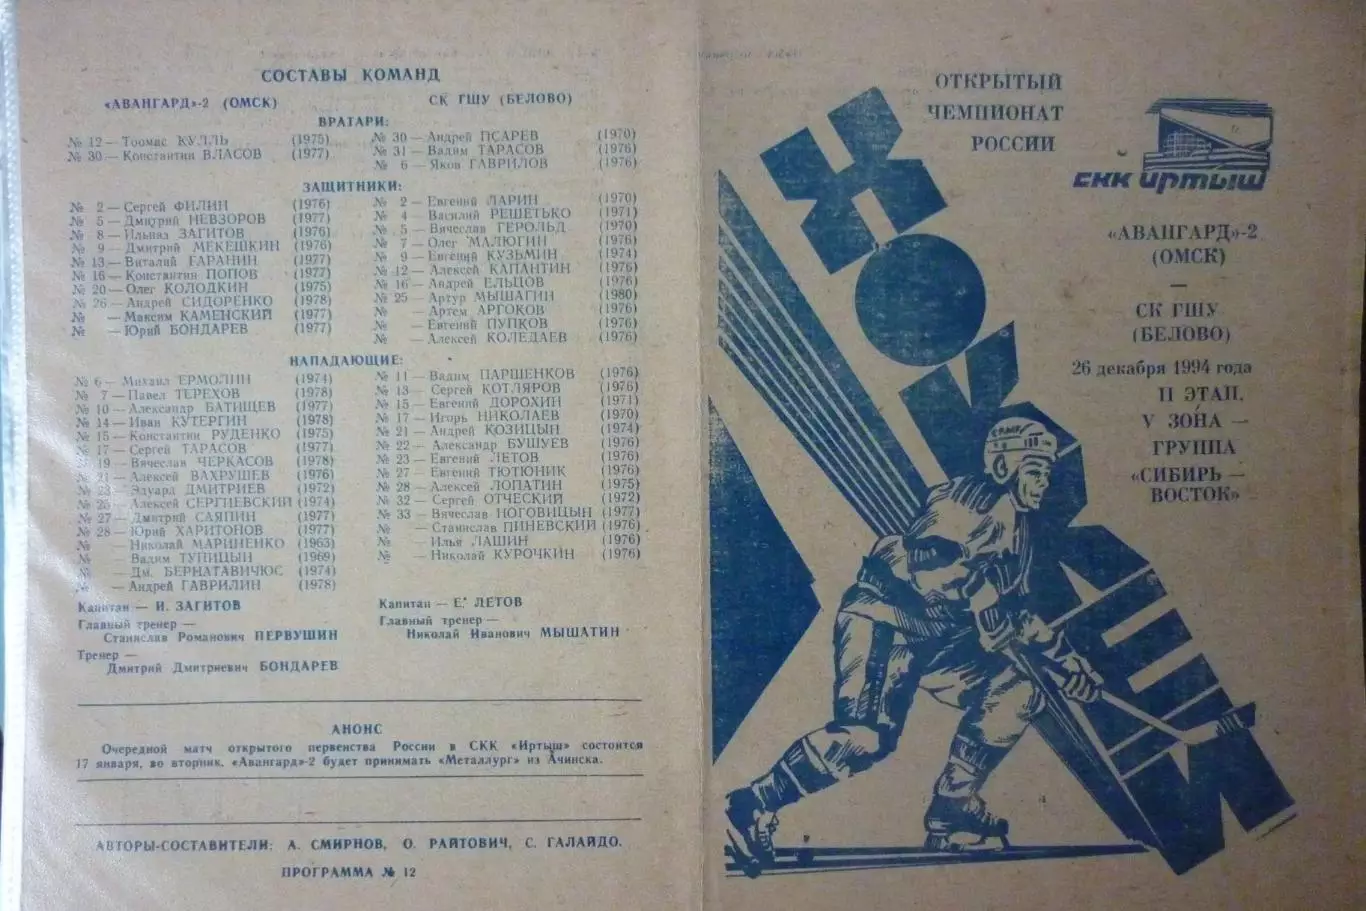 СОСТАВЫ КОМАНД
«АВАНГАРД»-2 (ОМСК)
ВРАТАРИ:
№ 12 — Тоомас КУЛЛЬ (1975)
№ 30 — Константин ВЛАСОВ (1977)
ЗАЩИТНИКИ:
№ 2 — Сергей ФИЛИН (1976)
№ 5 — Дмитрий НЕВЗОРОВ (1977)
№ 8 — Ильназ ЗАГИТОВ (1976)
№ 9 — Дмитрий МЕКЕШКИН (1976)
№ 13 — Виталий ГАРАНИН (1977)
№ 16 — Константин ПОПОВ (1977)
№ 20 — Олег КОЛОДКИН (1975)
№ 26 — Андрей СИДОРЕНКО (1978)
№ — Максим КАМЕНСКИЙ (1977)
№ — Юрий БОНДАРЕВ (1977)
НАПАДАЮЩИЕ:
№ 6 — Михаил ЕРМОЛИН (1974)
№ 7 — Павел ТЕРЕХОВ (1978)
№ 10 — Александр БАТИЩЕВ (1977)
№ 14 — Иван КУТЕРГИН (1978)
№ 15 — Константин РУДЕНКО (1975)
№ 17 — Сергей ТАРАСОВ (1977)
№ 19 — Вячеслав ЧЕРКАСОВ (1978)
№ 21 — Алексей ВАХРУШЕВ (1976)
№ 23 — Эдуард ДМИТРИЕВ (1972)
№ 25 — Алексей СЕРГИЕВСКИЙ (1974)
№ 27 — Дмитрий САЯПИН (1977)
№ 28 — Юрий ХАРИТОНОВ (1977)
№ — Николай МАРШЕНКО (1963)
№ — Вадим ТУПИЦЫН (1969)
№ — Дм. БЕРНАТАВИЧЮС (1974)
№ — Андрей ГАВРИЛИН (1978)
Капитан — И. ЗАГИТОВ
Главный тренер —
Станислав Романович ПЕРВУШИН
Тренер —
Дмитрий Дмитриевич БОНДАРЕВ
СК ГШУ (БЕЛОВО)
№ 30 — Андрей ПСАРЕВ (1970)
№ 31 — Вадим ТАРАСОВ (1976)
№ 6 — Яков ГАВРИЛОВ (1976)
№ 2 — Евгений ЛАРИН (1970)
№ 4 — Василий РЕШЕТЬКО (1971)
№ 5 — Вячеслав ГЕРОЛЬД (1970)
№ 7 — Олег МАЛЮГИН (1976)
№ 9 — Евгений КУЗЬМИН (1974)
№ 12 — Алексей КАПАНТИН (1976)
№ 16 — Андрей ЕЛЬЦОВ (1976)
№ 25 — Артур МЫШАГИН (1980)
№ — Артем АРГОКОВ (1976)
№ — Евгений ПУПКОВ (1976)
№ — Алексей КОЛЕДАЕВ (1976)
№ 11 — Вадим ПАРШЕНКОВ (1976)
№ 13 — Сергей КОТЛЯРОВ (1976)
№ 15 — Евгений ДОРОХИН (1971)
№ 17 — Игорь НИКОЛАЕВ (1970)
№ 21 — Андрей КОЗИЦЫН (1974)
№ 22 — Александр БУШУЕВ (1976)
№ 23 — Евгений ЛЕТОВ (1976)
№ 27 — Евгений ТЮТЮНИК (1976)
№ 28 — Алексей ЛОПАТИН (1975)
№ 32 — Сергей ОТЧЕСКИЙ (1972)
№ 33 — Вячеслав НОГОВИЦЫН (1977)
№ — Станислав ПИНЕВСКИЙ (1976)
№ — Илья ЛАШИН (1976)
№ — Николай КУРОЧКИН (1976)
Капитан — Е. ЛЕТОВ
Главный тренер —
Николай Иванович МЫШАТИН
АНОНС
Очередной матч открытого первенства России в СКК «Иртыш» состоится
17 января, во вторник. «Авангард»-2 будет принимать «Металлург» из Ачинска.
АВТОРЫ-СОСТАВИТЕЛИ: А. СМИРНОВ, О. РАЙТОВИЧ, С. ГАЛАЙДО.
ПРОГРАММА № 12
ОТКРЫТЫЙ
ЧЕМПИОНАТ
РОССИИ
СКК ИРТЫШ
ХОККЕЙ
«АВАНГАРД»-2
(ОМСК)
—
СК ГШУ
(БЕЛОВО)
26 декабря 1994 года
II ЭТАП,
V ЗОНА —
ГРУППА
«СИБИРЬ —
ВОСТОК»